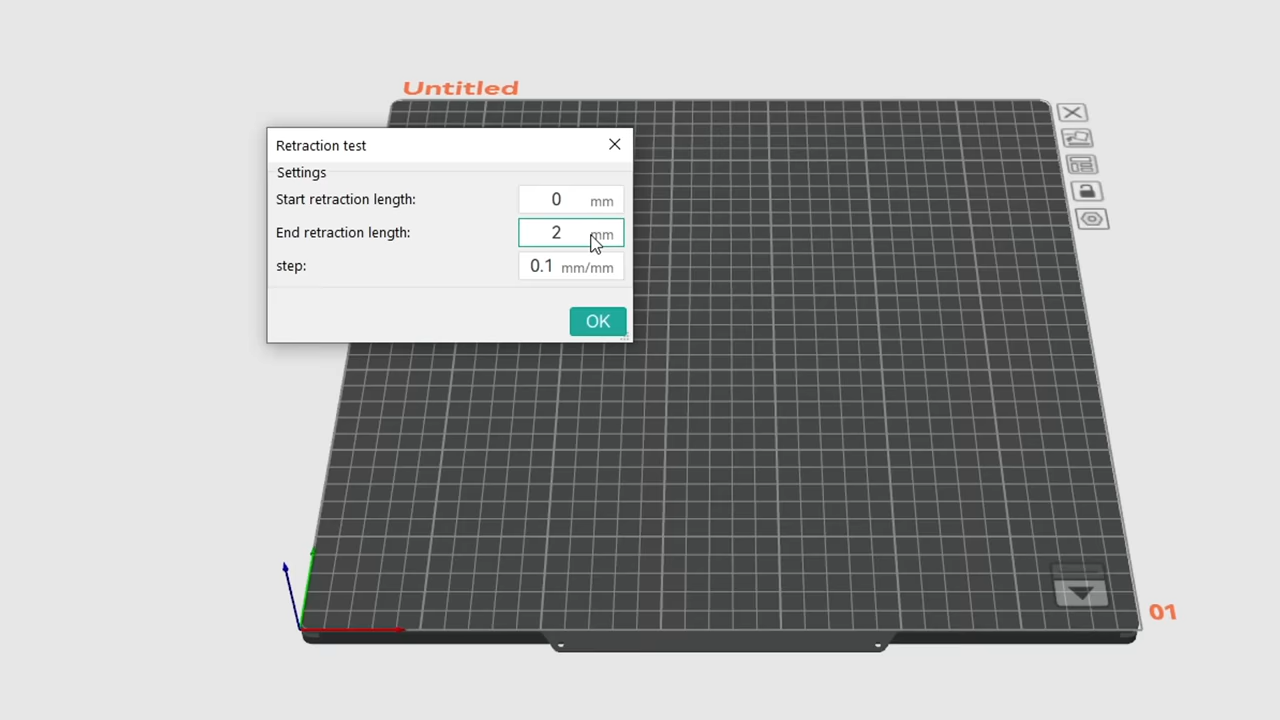 Untitled
Retraction test
Settings
Start retraction length: 0 mm
End retraction length: 2 mm
step: 0.1 mm/mm
OK
01